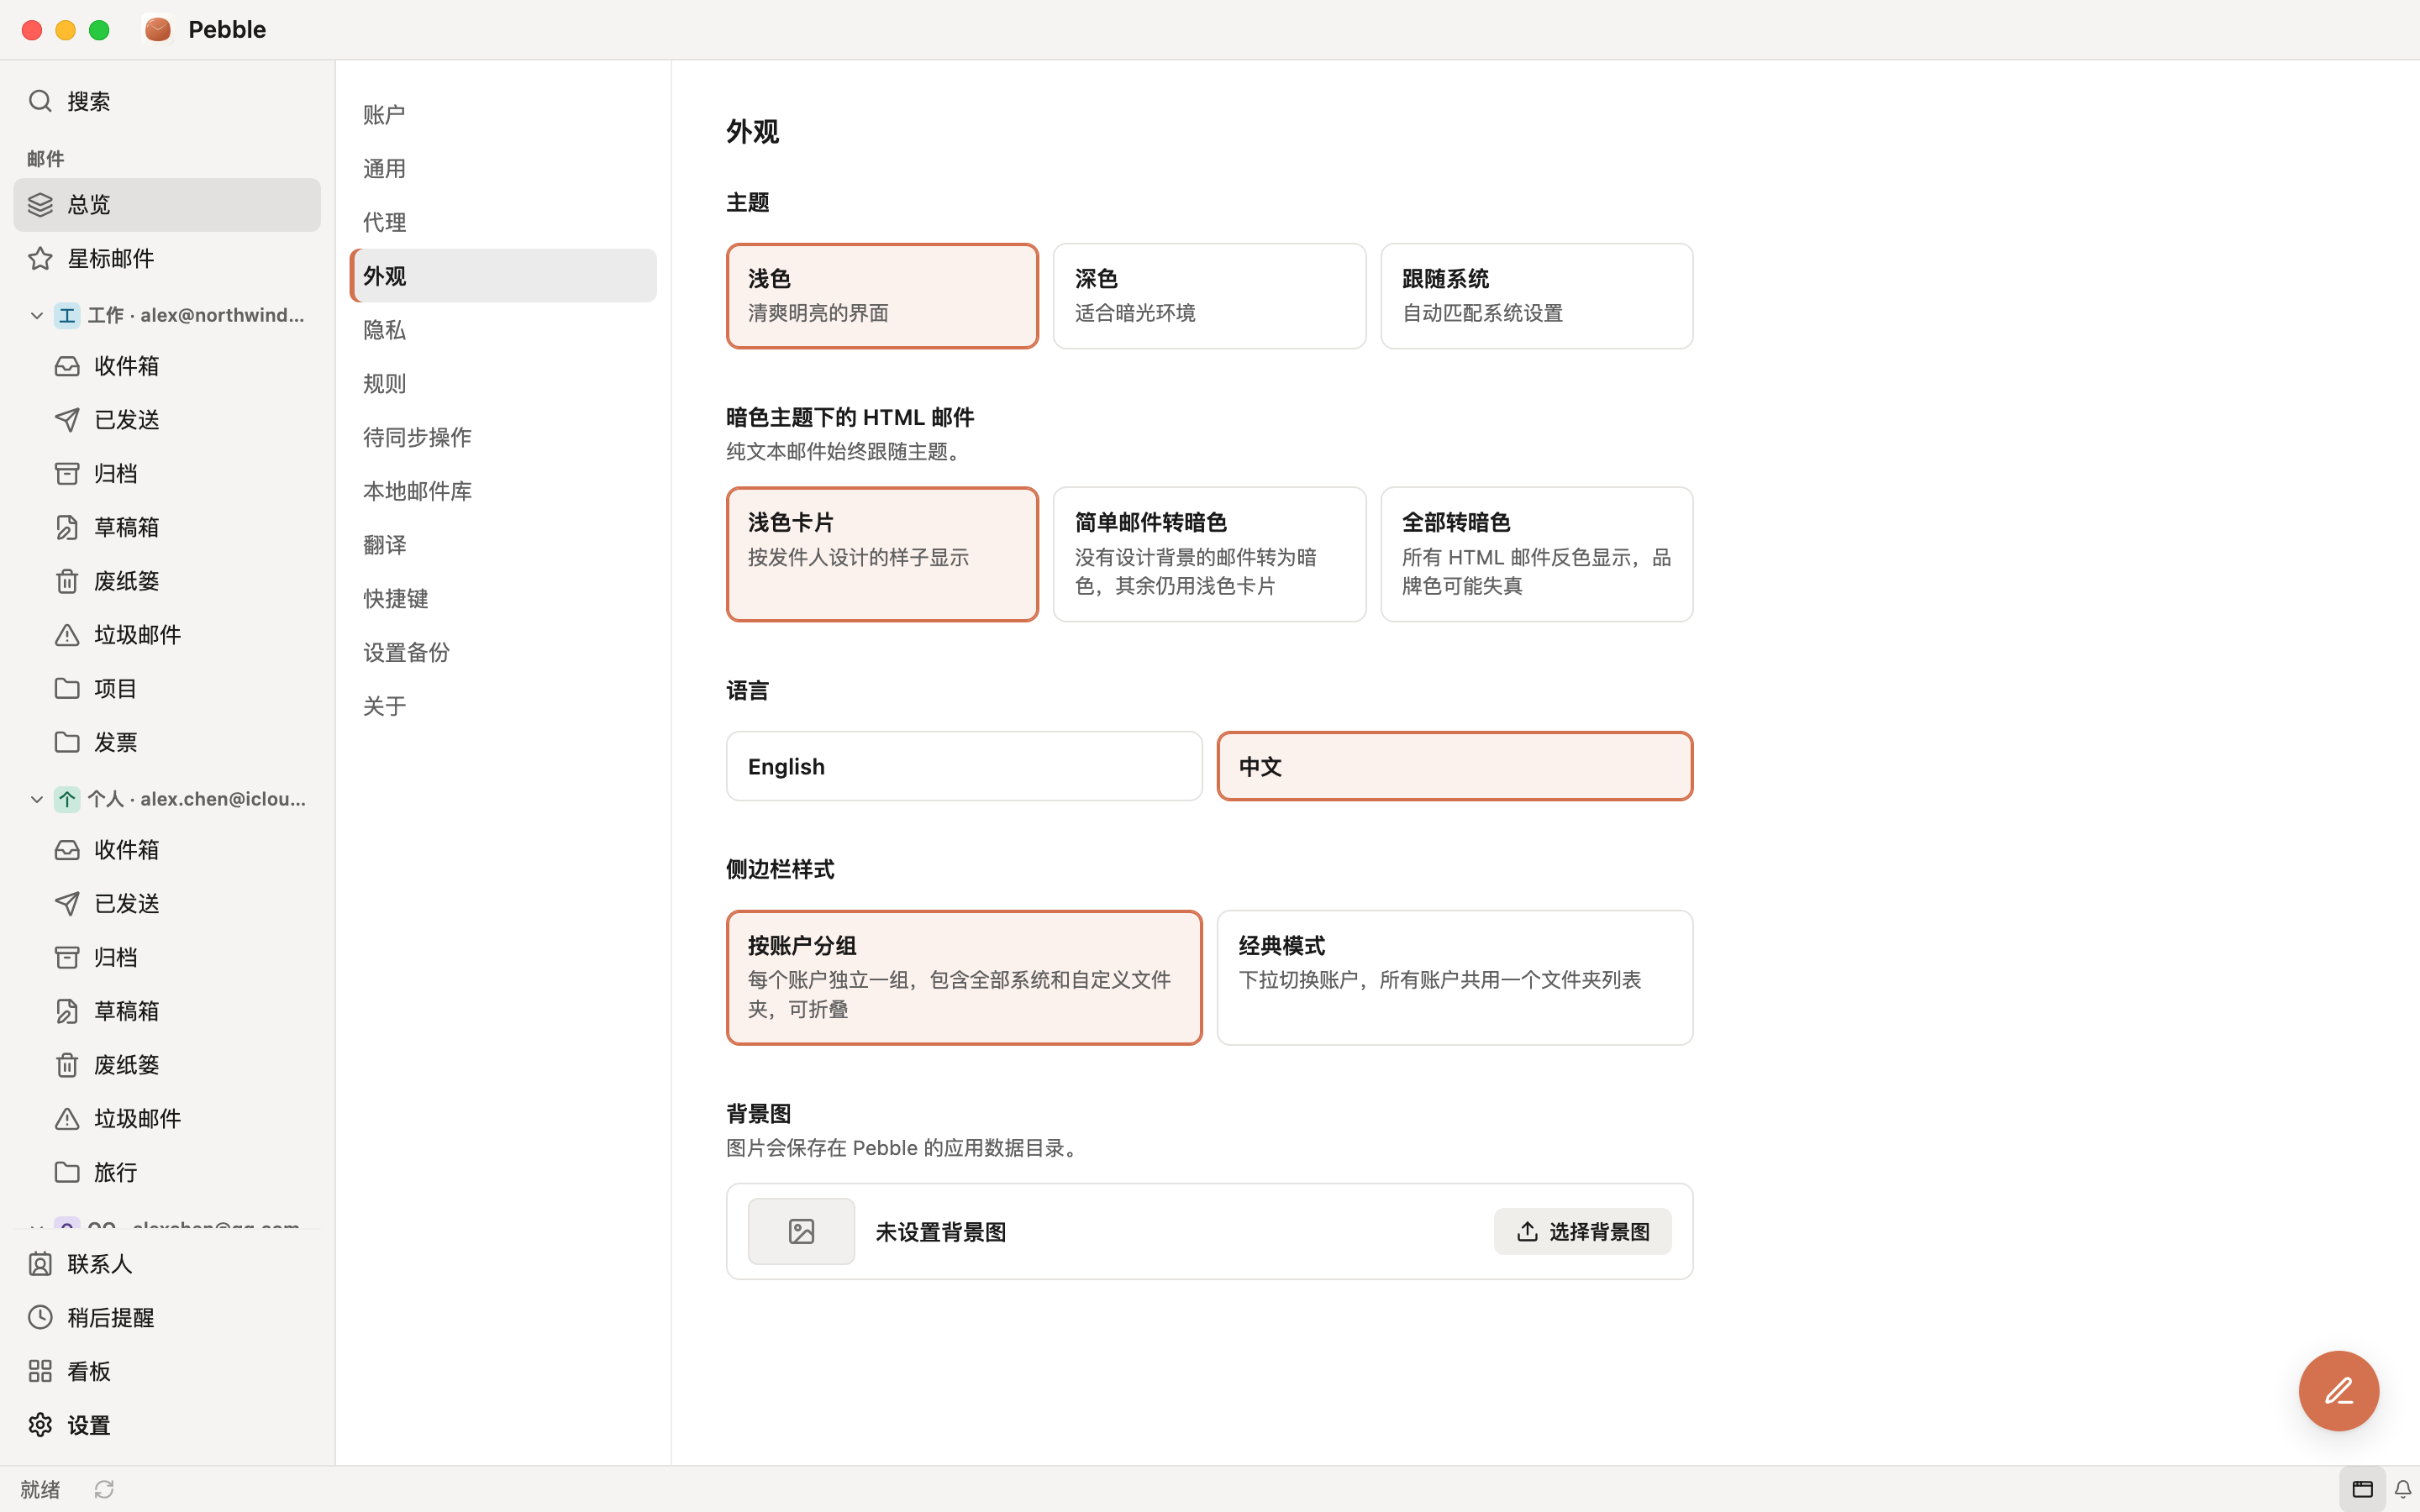 Pebble
搜索
邮件
总览
星标邮件
工作 · alex@northwind...
收件箱
已发送
归档
草稿箱
废纸篓
垃圾邮件
项目
发票
个人 · alex.chen@iclou...
收件箱
已发送
归档
草稿箱
废纸篓
垃圾邮件
旅行
QQ · alexchen@qq.com
联系人
稍后提醒
看板
设置
账户
通用
代理
外观
隐私
规则
待同步操作
本地邮件库
翻译
快捷键
设置备份
关于
外观
主题
浅色
清爽明亮的界面
深色
适合暗光环境
跟随系统
自动匹配系统设置
暗色主题下的 HTML 邮件
纯文本邮件始终跟随主题。
浅色卡片
按发件人设计的样子显示
简单邮件转暗色
没有设计背景的邮件转为暗
色，其余仍用浅色卡片
全部转暗色
所有 HTML 邮件反色显示，品
牌色可能失真
语言
English
中文
侧边栏样式
按账户分组
每个账户独立一组，包含全部系统和自定义文件
夹，可折叠
经典模式
下拉切换账户，所有账户共用一个文件夹列表
背景图
图片会保存在 Pebble 的应用数据目录。
未设置背景图
选择背景图
就绪